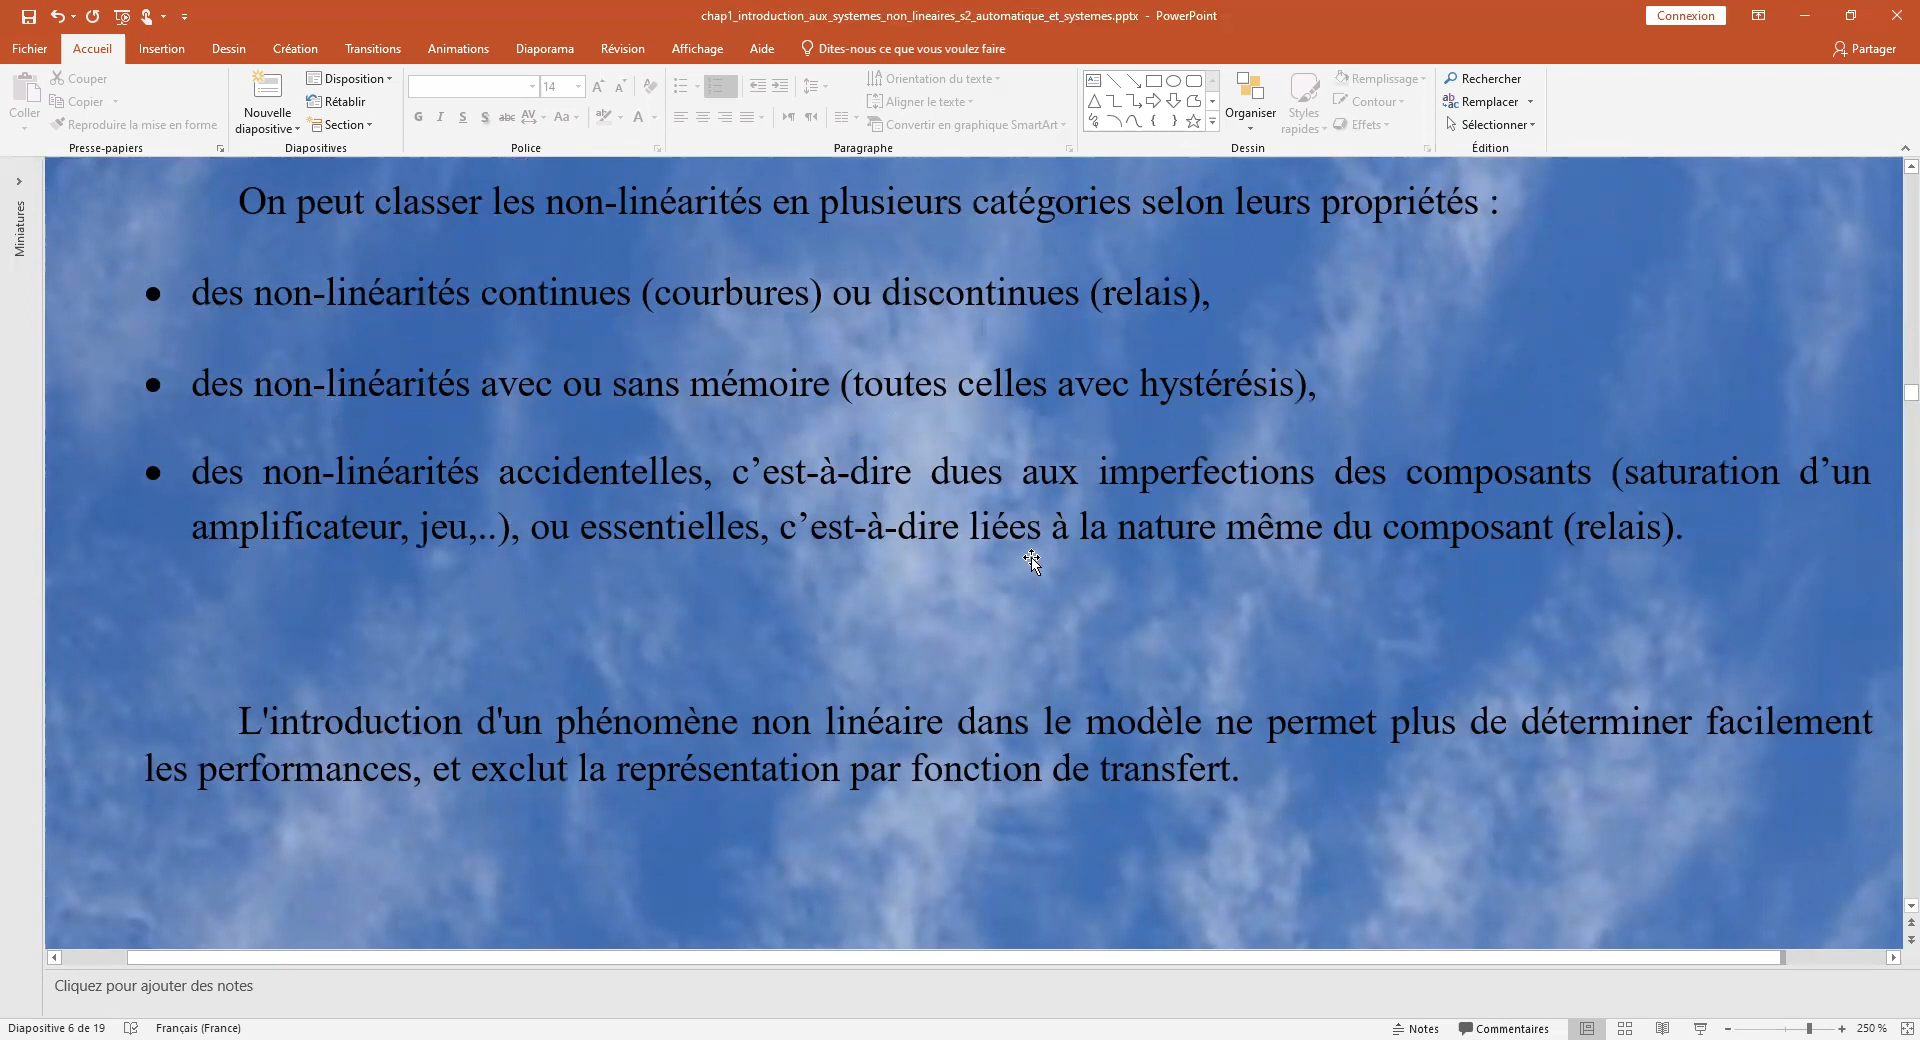 chap1_introduction_aux_systemes_non_lineaires_s2_automatique_et_systemes.pptx - PowerPoint
Connexion
Fichier Accueil Insertion Dessin Création Transitions Animations Diaporama Révision Affichage Aide Dites-nous ce que vous voulez faire Partager
Coller
Couper
Copier
Reproduire la mise en forme
Presse-papiers
Nouvelle
diapositive
Disposition
Rétablir
Section
Diapositives
14
G I S S abc AV Aa A
Police
Orientation du texte
Aligner le texte
Convertir en graphique SmartArt
Paragraphe
Organiser
Styles
rapides
Remplissage
Contour
Effets
Dessin
Rechercher
Remplacer
Sélectionner
Édition
Miniatures
On peut classer les non-linéarités en plusieurs catégories selon leurs propriétés :
● des non-linéarités continues (courbures) ou discontinues (relais),
● des non-linéarités avec ou sans mémoire (toutes celles avec hystérésis),
● des non-linéarités accidentelles, c’est-à-dire dues aux imperfections des composants (saturation d’un
amplificateur, jeu,..), ou essentielles, c’est-à-dire liées à la nature même du composant (relais).
L'introduction d'un phénomène non linéaire dans le modèle ne permet plus de déterminer facilement
les performances, et exclut la représentation par fonction de transfert.
Cliquez pour ajouter des notes
Diapositive 6 de 19 Français (France) Notes Commentaires 250 %